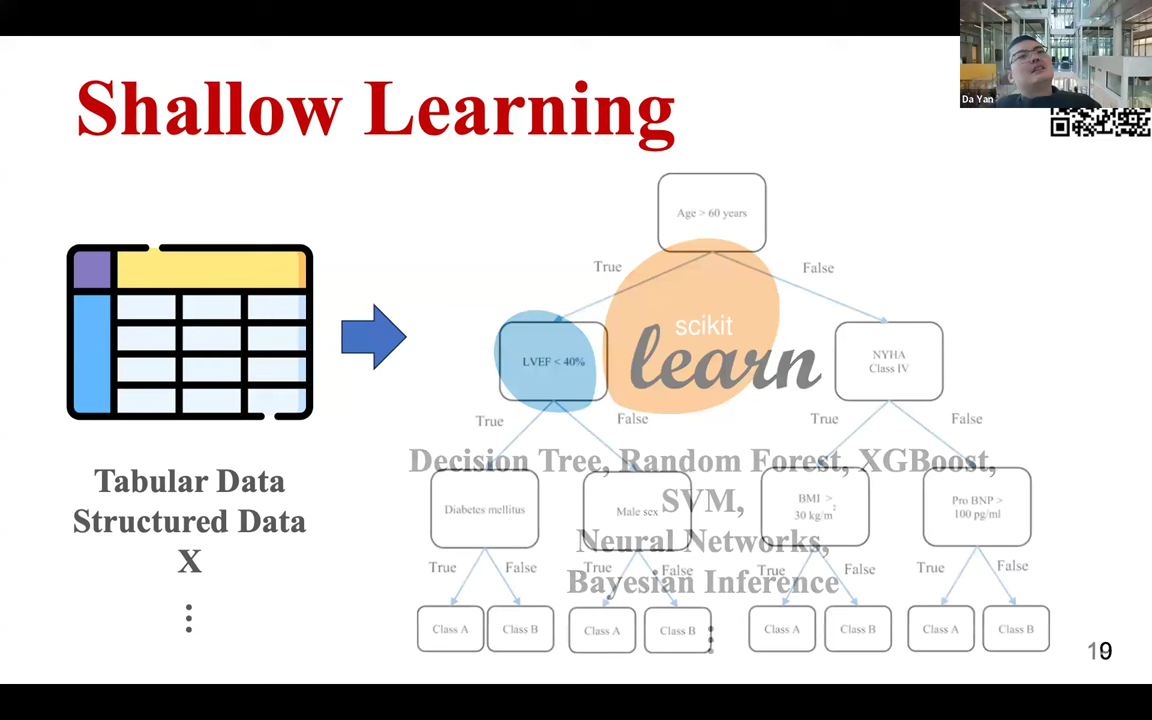 Da Yan
Shallow Learning
Age > 60 years
True
False
scikit
learn
LVEF < 40%
NYHA
Class IV
True
False
True
False
Tabular Data
Structured Data
X
Decision Tree, Random Forest, XGBoost,
SVM,
Neural Networks,
Bayesian Inference
Diabetes mellitus
Male sex
BMI >
30 kg/m²
Pro BNP >
100 pg/ml
True
False
True
False
True
False
True
False
Class A
Class B
Class A
Class B
Class A
Class B
Class A
Class B